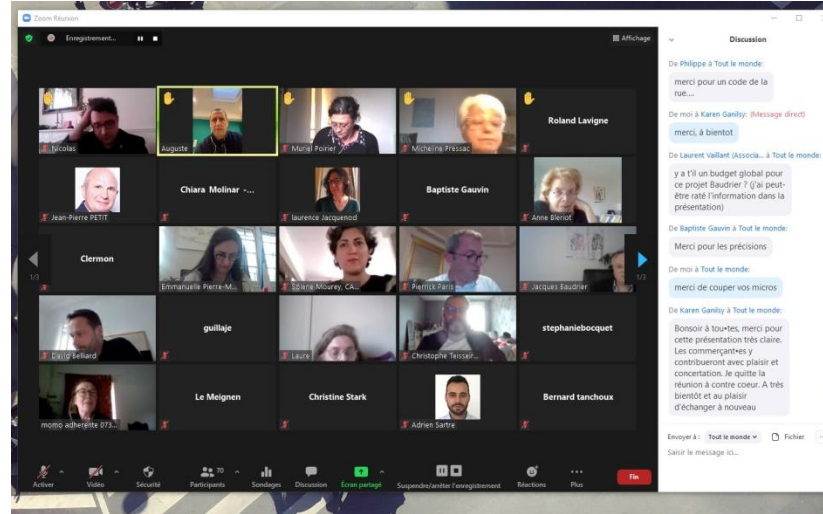 Zoom Réunion
Enregistrement...
Affichage
Nicolas
Auguste
Muriel Poirier
Micheline Pressac
Roland Lavigne
Jean-Pierre PETIT
Chiara Molinar -...
laurence Jacquenod
Baptiste Gauvin
Anne Bleriot
1/3
Clermon
Emmanuelle Pierre-M...
Solène Mourey, CA...
Pierrick Paris
Jacques Baudrier
1/3
David Belliard
guillaje
Laure
Christophe Teisseir...
stephaniebocquet
momo adherente 073...
Le Meignen
Christine Stark
Adrien Sartre
Bernard tanchoux
Activer
Vidéo
Sécurité
70
Participants
Sondages
Discussion
Écran partagé
Suspendre/arrêter l'enregistrement
Réactions
Plus
Fin
Discussion
De Philippe à Tout le monde:
merci pour un code de la
rue....
De moi à Karen Ganilsy: (Message direct)
merci, à bientot
De Laurent Vaillant (Associa... à Tout le monde:
y a t'il un budget global pour
ce projet Baudrier ? (j'ai peut-
être raté l'information dans la
présentation)
De Baptiste Gauvin à Tout le monde:
Merci pour les précisions
De moi à Tout le monde:
merci de couper vos micros
De Karen Ganilsy à Tout le monde:
Bonsoir à tou•tes, merci pour
cette présentation très claire.
Les commerçant•es y
contribueront avec plaisir et
concertation. Je quitte la
réunion à contre coeur. A très
bientôt et au plaisir
d'échanger à nouveau
Envoyer à : Tout le monde
Fichier
Saisir le message ici...